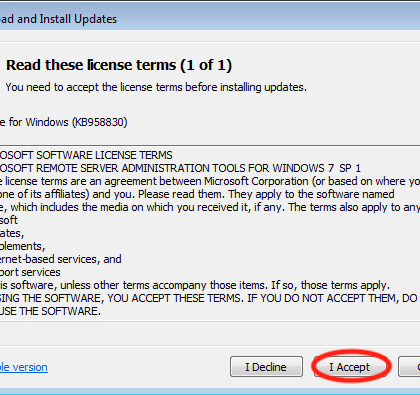 ad and Install Updates
Read these license terms (1 of 1)
You need to accept the license terms before installing updates.
e for Windows (KB958830)
OSOFT SOFTWARE LICENSE TERMS
OSOFT REMOTE SERVER ADMINISTRATION TOOLS FOR WINDOWS 7 SP 1
e license terms are an agreement between Microsoft Corporation (or based on where yo
one of its affiliates) and you. Please read them. They apply to the software named
e, which includes the media on which you received it, if any. The terms also apply to any
soft
ates,
plements,
ernet-based services, and
port services
is software, unless other terms accompany those items. If so, those terms apply.
SING THE SOFTWARE, YOU ACCEPT THESE TERMS. IF YOU DO NOT ACCEPT THEM, DO
USE THE SOFTWARE.
ble version
I Decline
I Accept